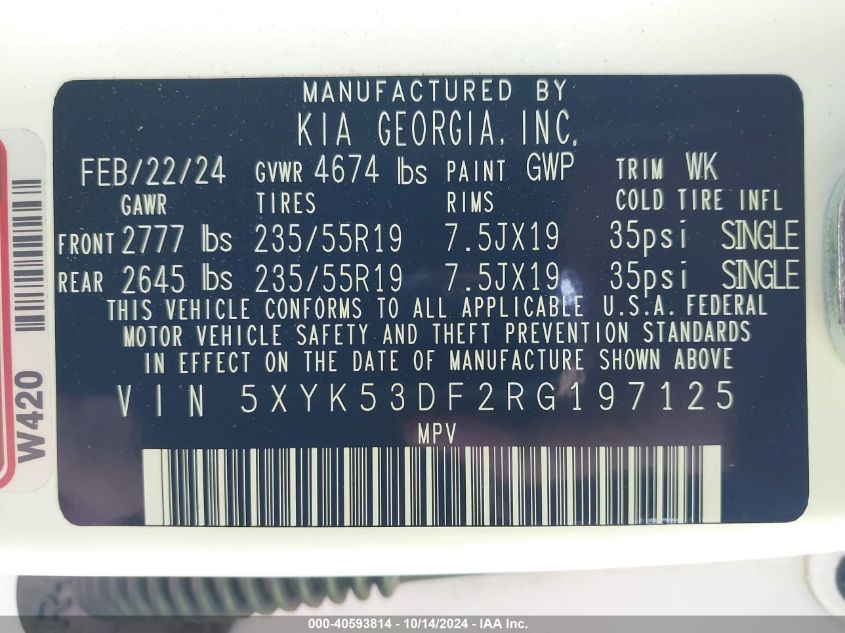 MANUFACTURED BY
KIA GEORGIA, INC.
FEB/22/24 GVWR 4674 lbs PAINT GWP TRIM WK
GAWR TIRES RIMS COLD TIRE INFL
FRONT 2777 lbs 235/55R19 7.5JX19 35psi SINGLE
REAR 2645 lbs 235/55R19 7.5JX19 35psi SINGLE
THIS VEHICLE CONFORMS TO ALL APPLICABLE U.S.A. FEDERAL
MOTOR VEHICLE SAFETY AND THEFT PREVENTION STANDARDS
IN EFFECT ON THE DATE OF MANUFACTURE SHOWN ABOVE
VIN 5XYK53DF2RG197125
MPV
W420
000-40593814 - 10/14/2024 - IAA Inc.